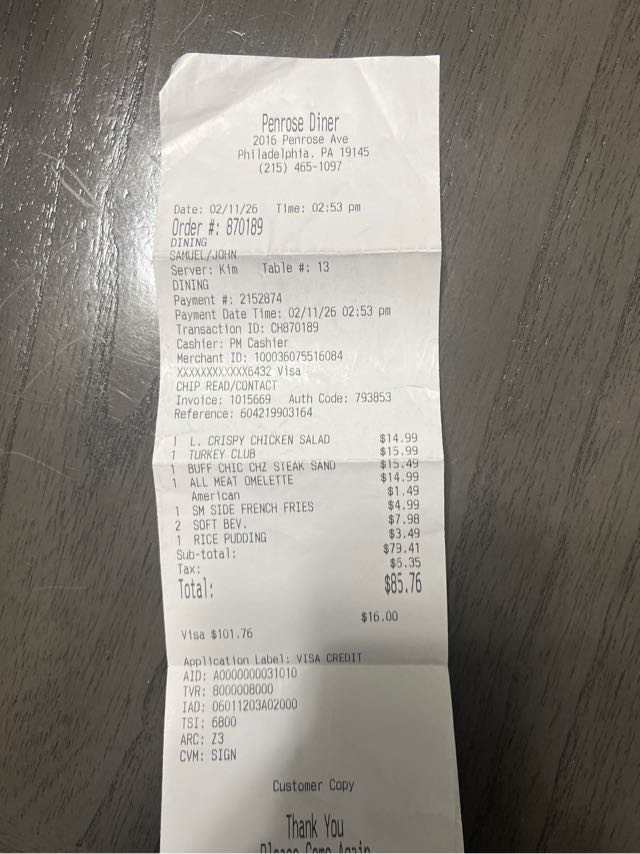 Penrose Diner
2016 Penrose Ave
Philadelphia. PA 19145
(215) 465-1097
Date: 02/11/26 Time: 02:53 pm
Order #: 870189
DINING
SAMUEL/JOHN
Server: Kim Table #: 13
DINING
Payment #: 2152874
Payment Date Time: 02/11/26 02:53 pm
Transaction ID: CH870189
Cashier: PM Cashier
Merchant ID: 100036075516084
XXXXXXXXXXXX6432 Visa
CHIP READ/CONTACT
Invoice: 1015669 Auth Code: 793853
Reference: 604219903164
1 L. CRISPY CHICKEN SALAD $14.99
1 TURKEY CLUB $15.99
1 BUFF CHIC CHZ STEAK SAND $15.49
1 ALL MEAT OMELETTE $14.99
American $1.49
1 SM SIDE FRENCH FRIES $4.99
2 SOFT BEV. $7.98
1 RICE PUDDING $3.49
Sub-total: $79.41
Tax: $6.35
Total: $85.76
$16.00
Visa $101.76
Application Label: VISA CREDIT
AID: A0000000031010
TVR: 8000008000
IAD: 06011203A02000
TSI: 6800
ARC: Z3
CVM: SIGN
Customer Copy
Thank You
Please Come Again